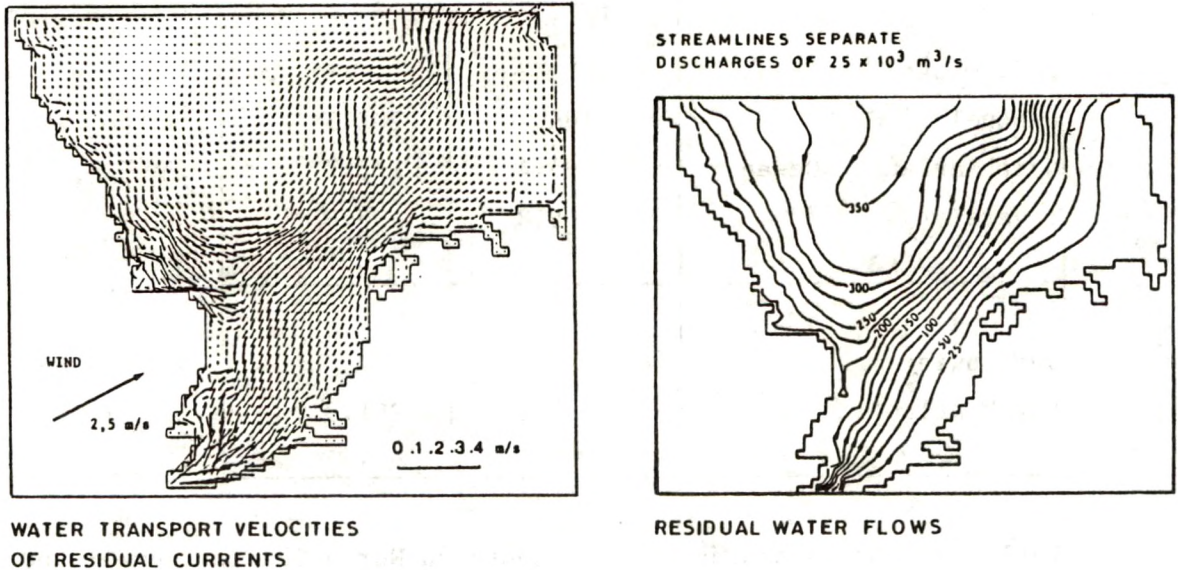 WIND
2,5 m/s
0 .1 .2 .3 .4 m/s
WATER TRANSPORT VELOCITIES
OF RESIDUAL CURRENTS
STREAMLINES SEPARATE
DISCHARGES OF 25 x 10³ m³/s
350
300
250
200
150
100
50
25
RESIDUAL WATER FLOWS